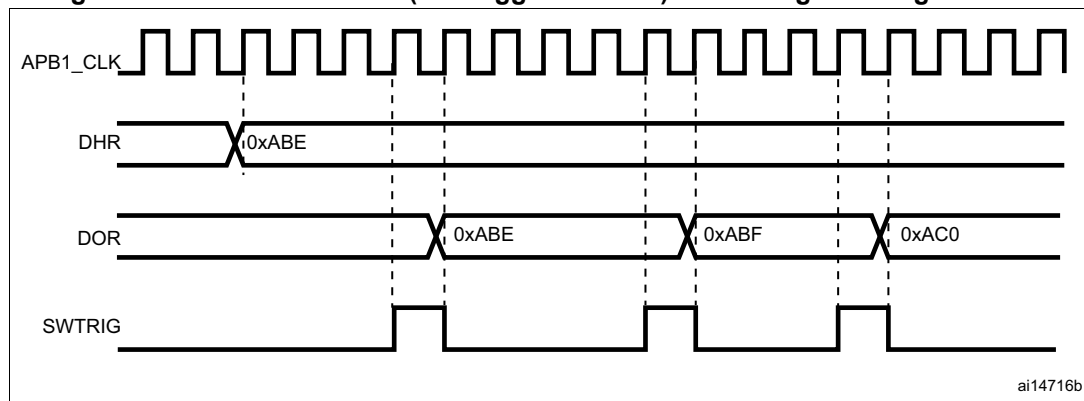 APB1_CLK
DHR
0xABE
DOR
0xABE
0xABF
0xAC0
SWTRIG
ai14716b